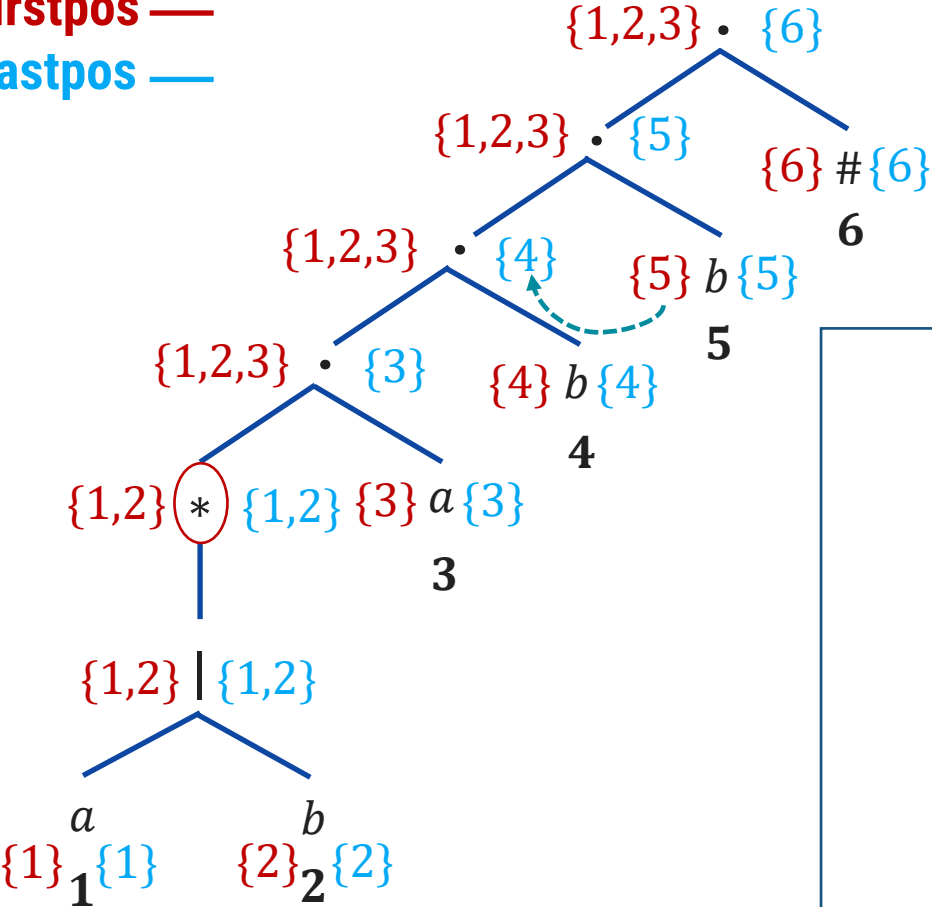 irstpos
{1,2,3} • {6}
astpos
{1,2,3} • {5}
{6} # {6}
6
{1,2,3} • {4}
{5} b {5}
5
{1,2,3} • {3}
{4} b {4}
4
{1,2} * {1,2} {3} a {3}
3
{1,2} | {1,2}
a b
{1} 1 {1} {2} 2 {2}